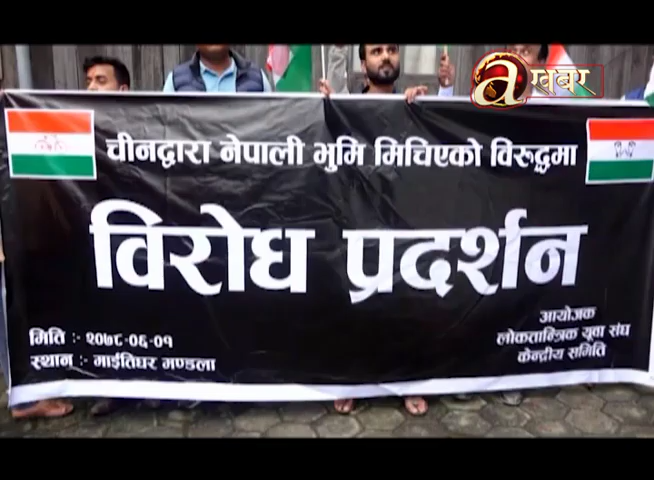 a खबर
चीनद्वारा नेपाली भुमि मिचिएको विरुद्धमा
विरोध प्रदर्शन
मिति :- २०७८-०६-०१
स्थान :- माईतिघर मण्डला
आयोजक
लोकतान्त्रिक युवा संघ
केन्द्रीय समिति